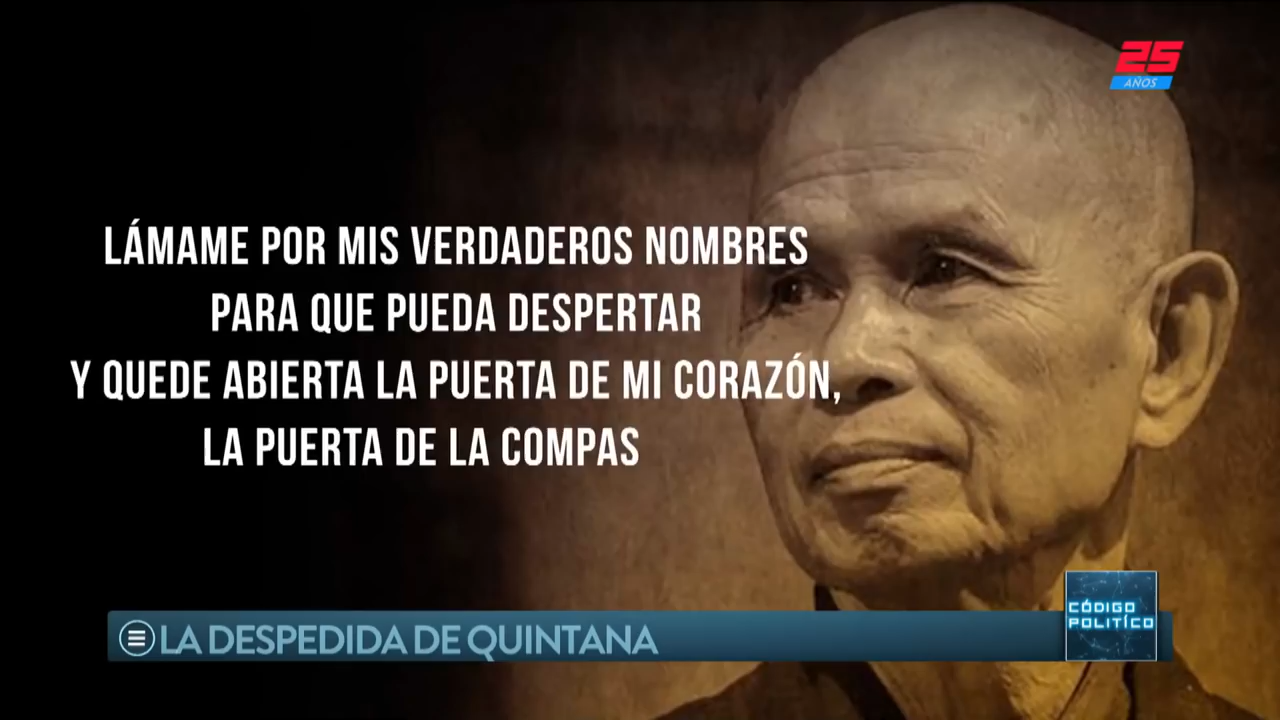 25
AÑOS
LÁMAME POR MIS VERDADEROS NOMBRES
PARA QUE PUEDA DESPERTAR
Y QUEDE ABIERTA LA PUERTA DE MI CORAZÓN,
LA PUERTA DE LA COMPAS
LA DESPEDIDA DE QUINTANA
CÓDIGO
POLITÍCO